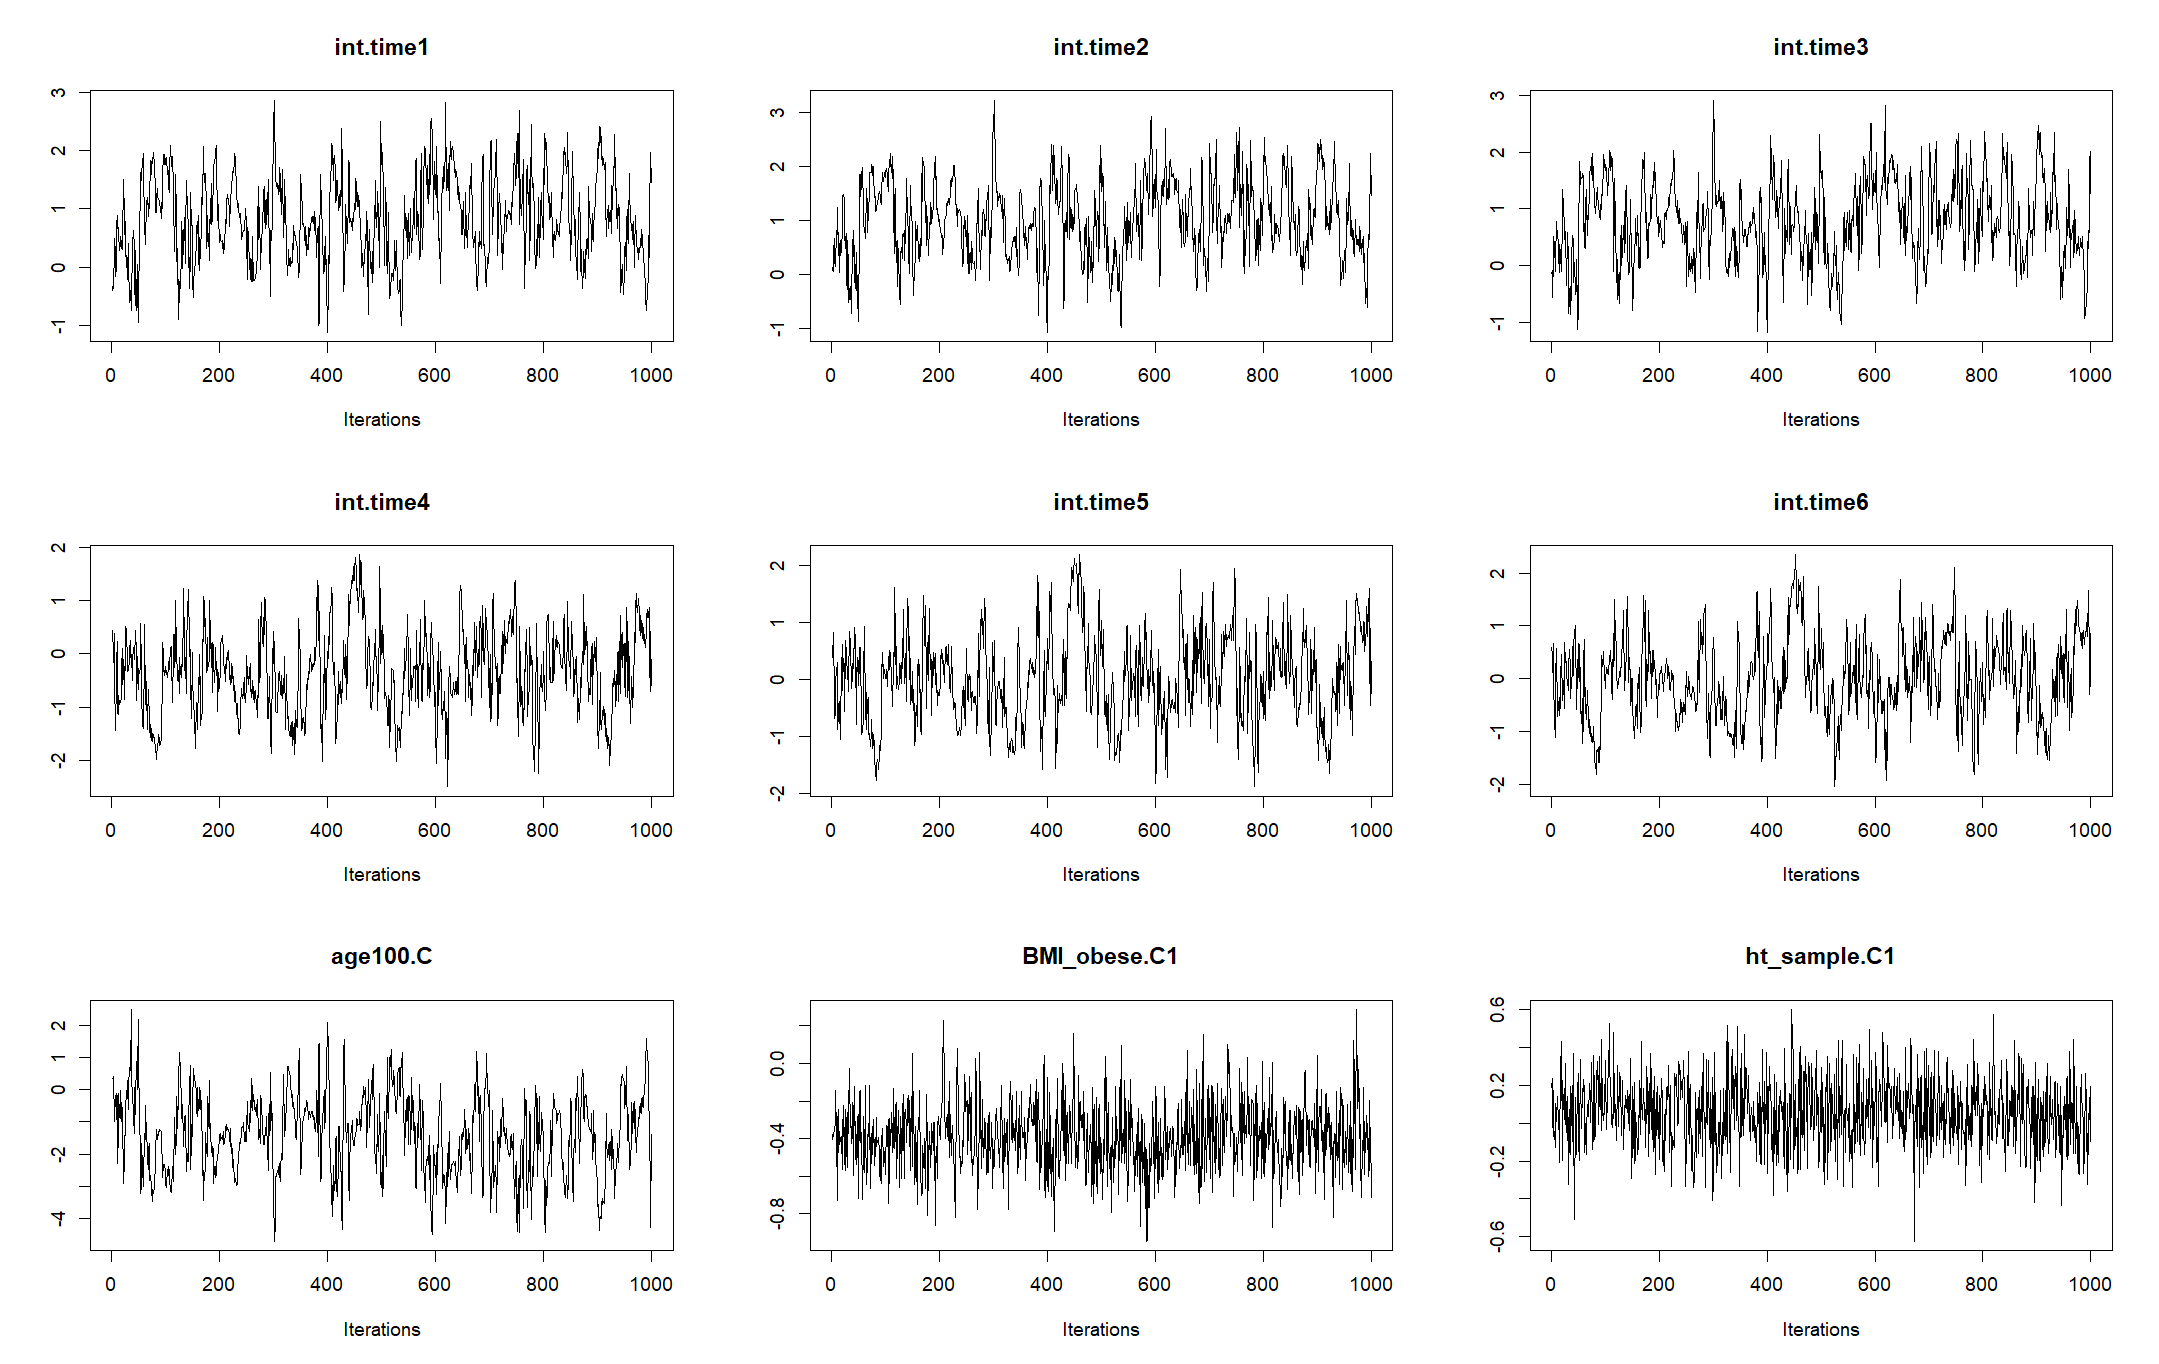 int.time1 int.time2 int.time3
3
2
1
0
-1
0 200 400 600 800 1000
Iterations
3
2
1
0
-1
0 200 400 600 800 1000
Iterations
3
2
1
0
-1
0 200 400 600 800 1000
Iterations
int.time4 int.time5 int.time6
2
1
0
-1
-2
0 200 400 600 800 1000
Iterations
2
1
0
-1
-2
0 200 400 600 800 1000
Iterations
2
1
0
-1
-2
0 200 400 600 800 1000
Iterations
age100.C BMI_obese.C1 ht_sample.C1
2
1
0
-2
-4
0 200 400 600 800 1000
Iterations
0.0
-0.4
-0.8
0 200 400 600 800 1000
Iterations
0.6
0.2
-0.2
-0.6
0 200 400 600 800 1000
Iterations